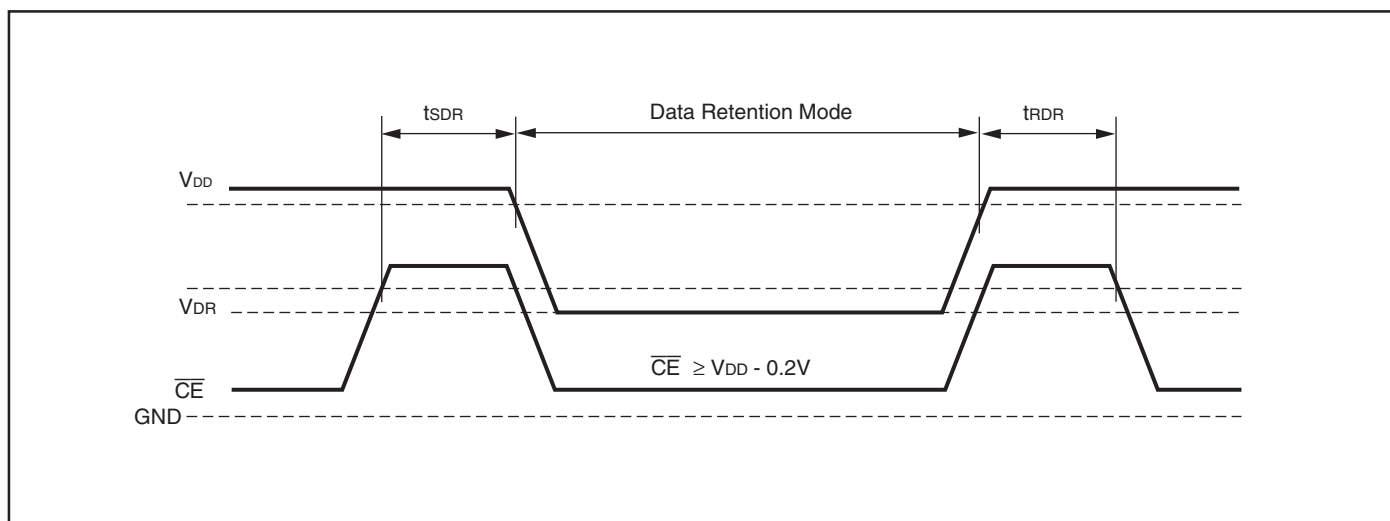 tSDR Data Retention Mode tRDR
VDD
VDR
CE ≥ VDD - 0.2V
CE
GND